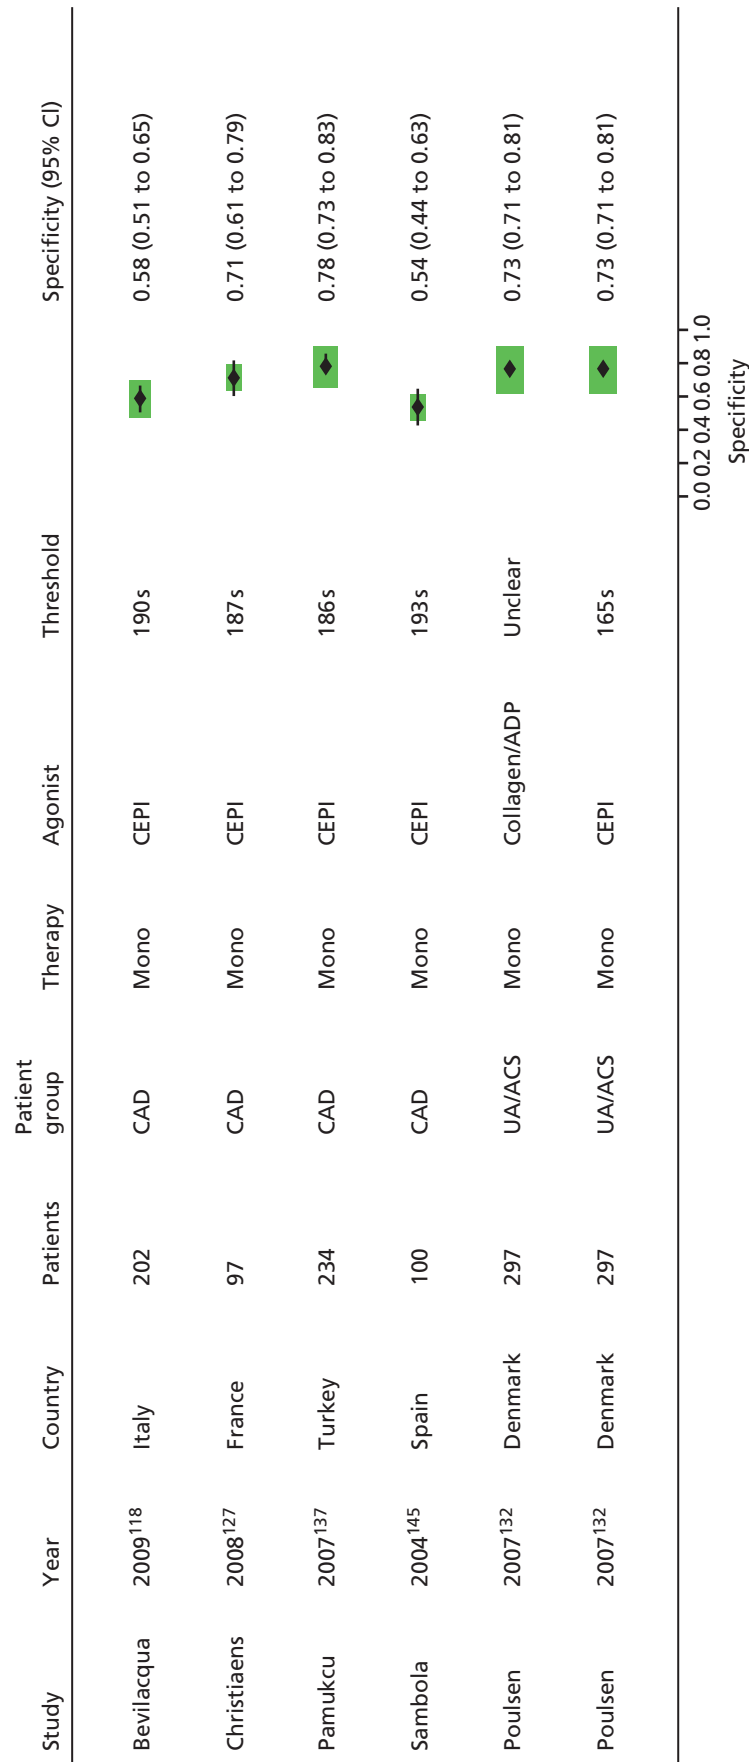 Study Year Country Patients Patient group Therapy Agonist Threshold Specificity (95% CI)
Bevilacqua 2009118 Italy 202 CAD Mono CEPI 190s 0.58 (0.51 to 0.65)
Christiaens 2008127 France 97 CAD Mono CEPI 187s 0.71 (0.61 to 0.79)
Pamukcu 2007137 Turkey 234 CAD Mono CEPI 186s 0.78 (0.73 to 0.83)
Sambola 2004145 Spain 100 CAD Mono CEPI 193s 0.54 (0.44 to 0.63)
Poulsen 2007132 Denmark 297 UA/ACS Mono Collagen/ADP Unclear 0.73 (0.71 to 0.81)
Poulsen 2007132 Denmark 297 UA/ACS Mono CEPI 165s 0.73 (0.71 to 0.81)
0.0 0.2 0.4 0.6 0.8 1.0
Specificity